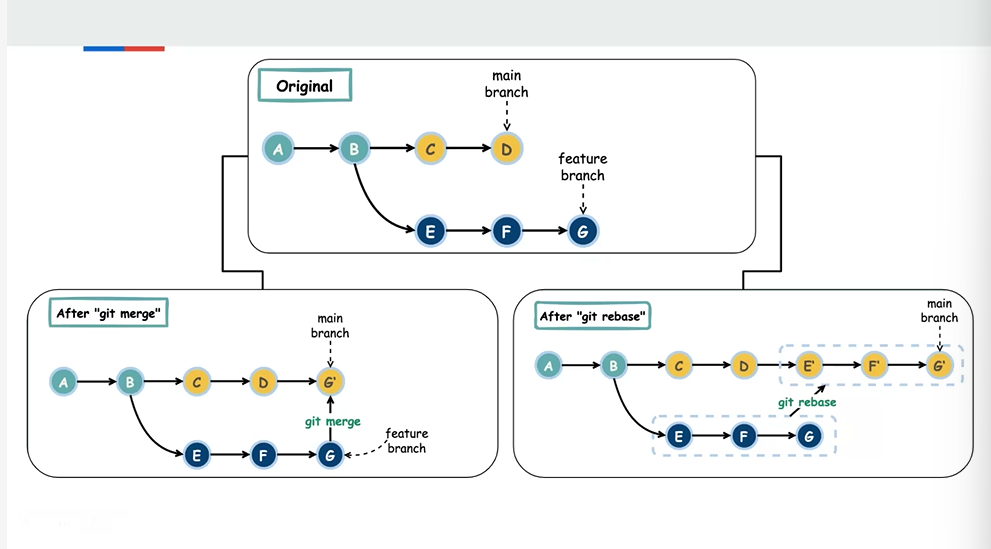 Original
main
branch
A
B
C
D
feature
branch
E
F
G
After "git merge"
main
branch
A
B
C
D
G'
git merge
feature
branch
E
F
G
After "git rebase"
main
branch
A
B
C
D
E'
F'
G'
git rebase
E
F
G